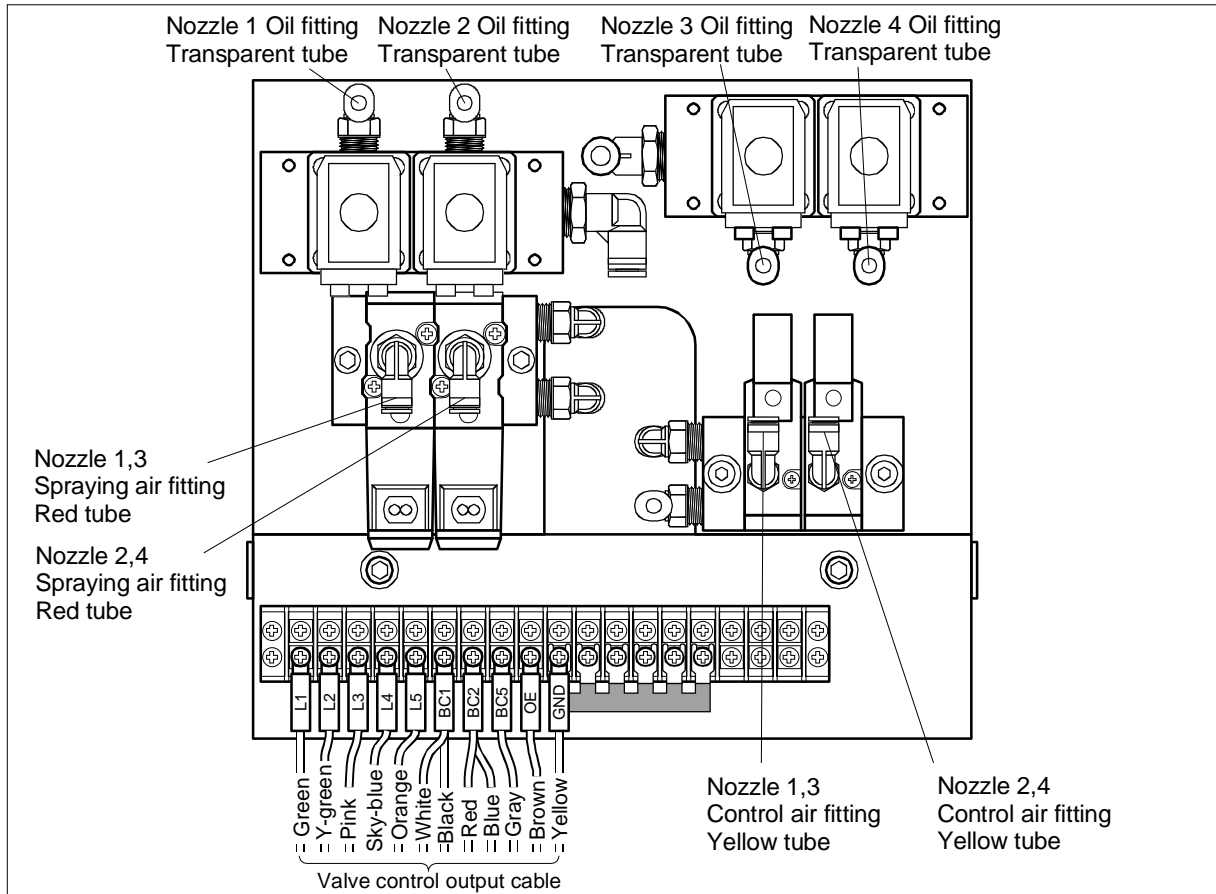 Nozzle 1 Oil fitting
Transparent tube
Nozzle 2 Oil fitting
Transparent tube
Nozzle 3 Oil fitting
Transparent tube
Nozzle 4 Oil fitting
Transparent tube
Nozzle 1,3
Spraying air fitting
Red tube
Nozzle 2,4
Spraying air fitting
Red tube
L1
L2
L3
L4
L5
BC1
BC2
BC5
OE
GND
Green
Y-green
Pink
Sky-blue
Orange
White
Black
Red
Blue
Gray
Brown
Yellow
Valve control output cable
Nozzle 1,3
Control air fitting
Yellow tube
Nozzle 2,4
Control air fitting
Yellow tube